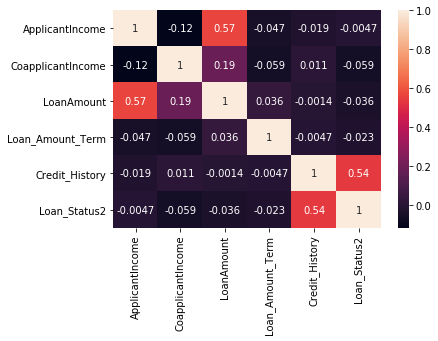 ApplicantIncome 1 -0.12 0.57 -0.047 -0.019 -0.0047
CoapplicantIncome -0.12 1 0.19 -0.059 0.011 -0.059
LoanAmount 0.57 0.19 1 0.036 -0.0014 -0.036
Loan_Amount_Term -0.047 -0.059 0.036 1 -0.0047 -0.023
Credit_History -0.019 0.011 -0.0014 -0.0047 1 0.54
Loan_Status2 -0.0047 -0.059 -0.036 -0.023 0.54 1
ApplicantIncome
CoapplicantIncome
LoanAmount
Loan_Amount_Term
Credit_History
Loan_Status2
1.0
0.8
0.6
0.4
0.2
0.0